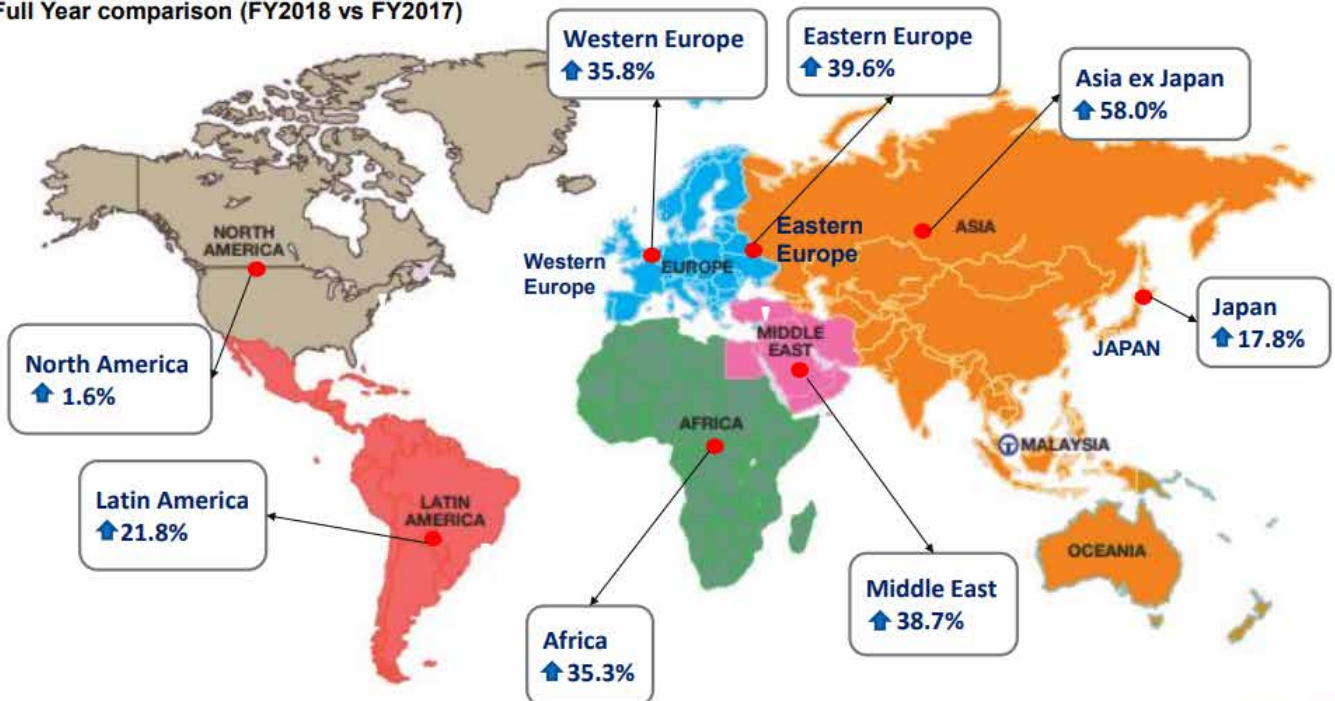 Full Year comparison (FY2018 vs FY2017)
Western Europe
35.8%
Eastern Europe
39.6%
Asia ex Japan
58.0%
NORTH
AMERICA
Western
Europe
EUROPE
Eastern
Europe
ASIA
North America
1.6%
MIDDLE
EAST
JAPAN
Japan
17.8%
AFRICA
MALAYSIA
Latin America
21.8%
LATIN
AMERICA
OCEANIA
Middle East
38.7%
Africa
35.3%